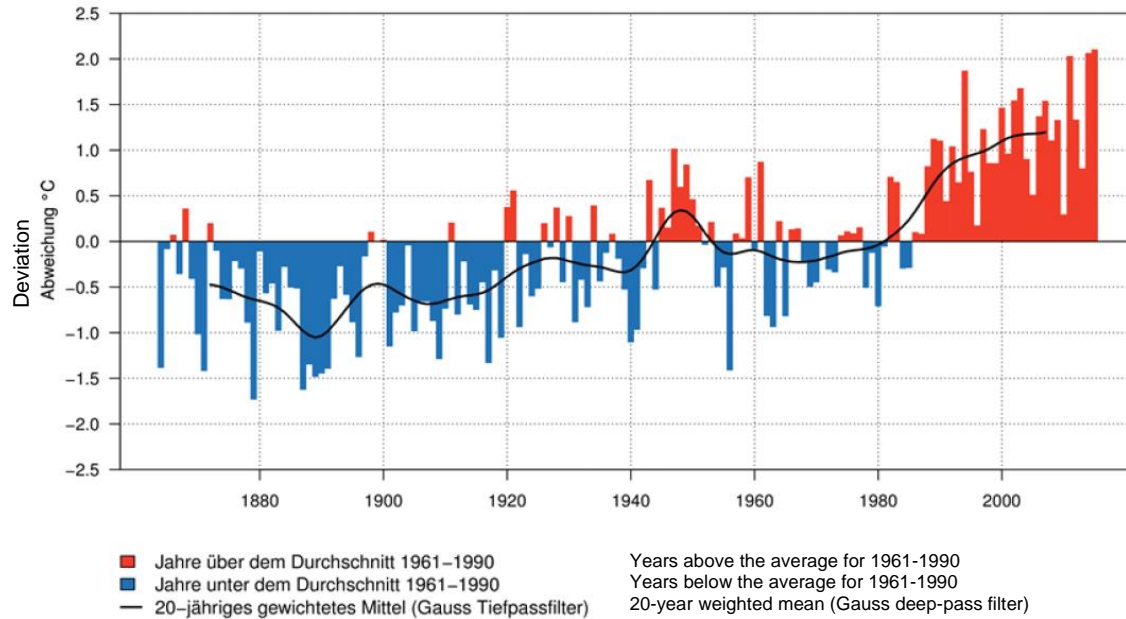 2.5
2.0
1.5
1.0
0.5
0.0
−0.5
−1.0
−1.5
−2.0
−2.5
Deviation
Abweichung °C
1880 1900 1920 1940 1960 1980 2000
Jahre über dem Durchschnitt 1961−1990 Years above the average for 1961-1990
Jahre unter dem Durchschnitt 1961−1990 Years below the average for 1961-1990
20−jähriges gewichtetes Mittel (Gauss Tiefpassfilter) 20-year weighted mean (Gauss deep-pass filter)